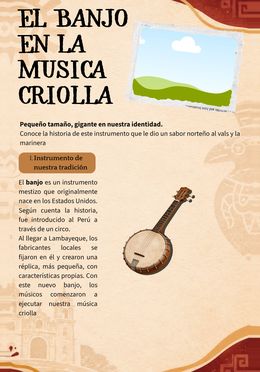 EL BANJO
EN LA
MUSICA
CRIOLLA
Pequeño tamaño, gigante en nuestra identidad.
Conoce la historia de este instrumento que le dio un sabor norteño al vals y la
marinera
1. Instrumento de
nuestra tradición
El banjo es un instrumento
mestizo que originalmente
nace en los Estados Unidos.
Según cuenta la historia,
fue introducido al Perú a
través de un circo.
Al llegar a Lambayeque, los
fabricantes locales se
fijaron en él y crearon una
réplica, más pequeña, con
características propias. Con
este nuevo banjo, los
músicos comenzaron a
ejecutar nuestra música
criolla